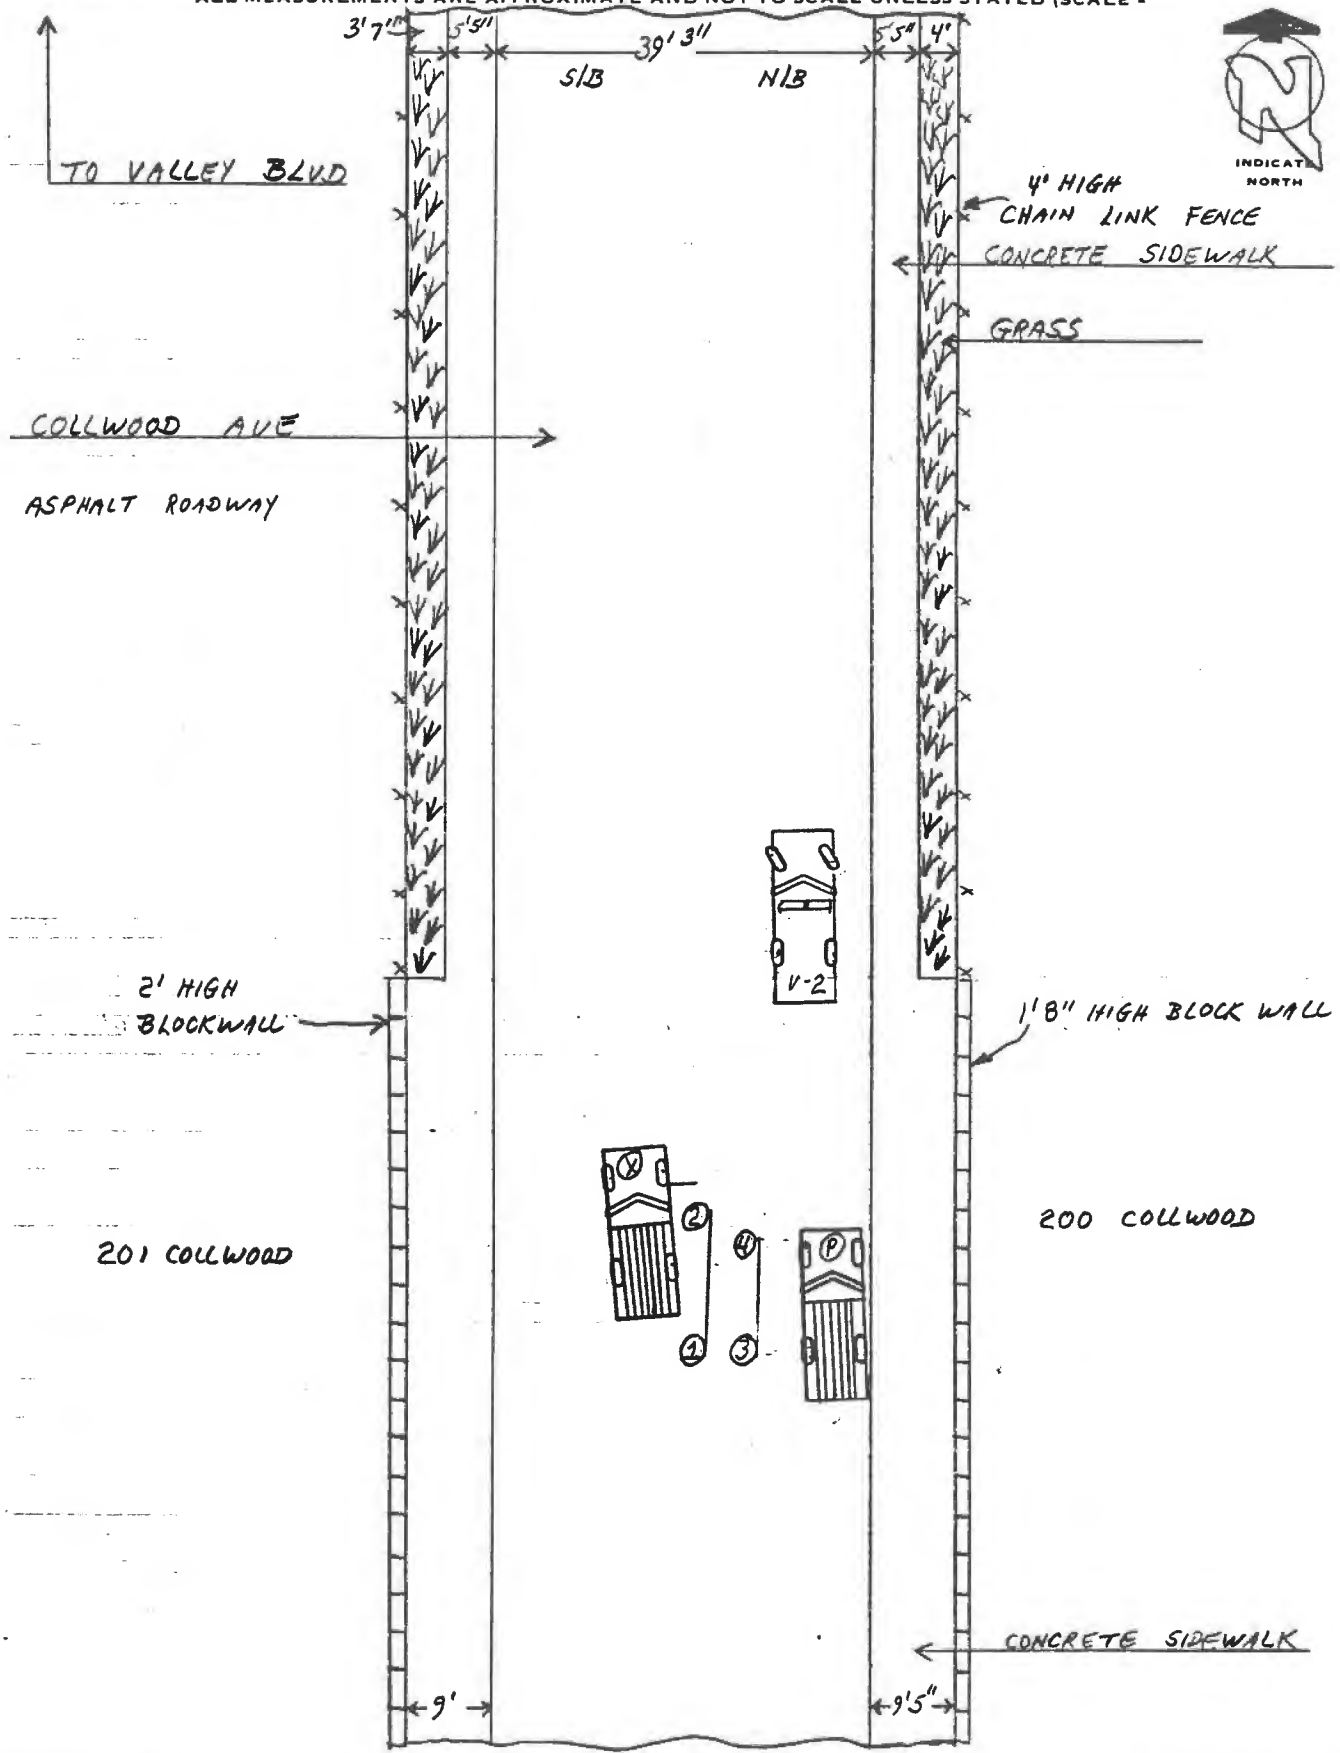 ALL MEASUREMENTS ARE APPROXIMATE AND NOT TO SCALE UNLESS STATED (SCALE =
3'7" 5'5" 39'3" 5'5" 4'
S/B N/B
N
INDICATE
NORTH
TO VALLEY BLVD
4' HIGH
CHAIN LINK FENCE
CONCRETE SIDEWALK
GRASS
COLLWOOD AVE
ASPHALT ROADWAY
V-2
2' HIGH
BLOCKWALL
1'8" HIGH BLOCK WALL
X
2
4
P
201 COLLWOOD
200 COLLWOOD
1
3
CONCRETE SIDEWALK
9' 9'5"